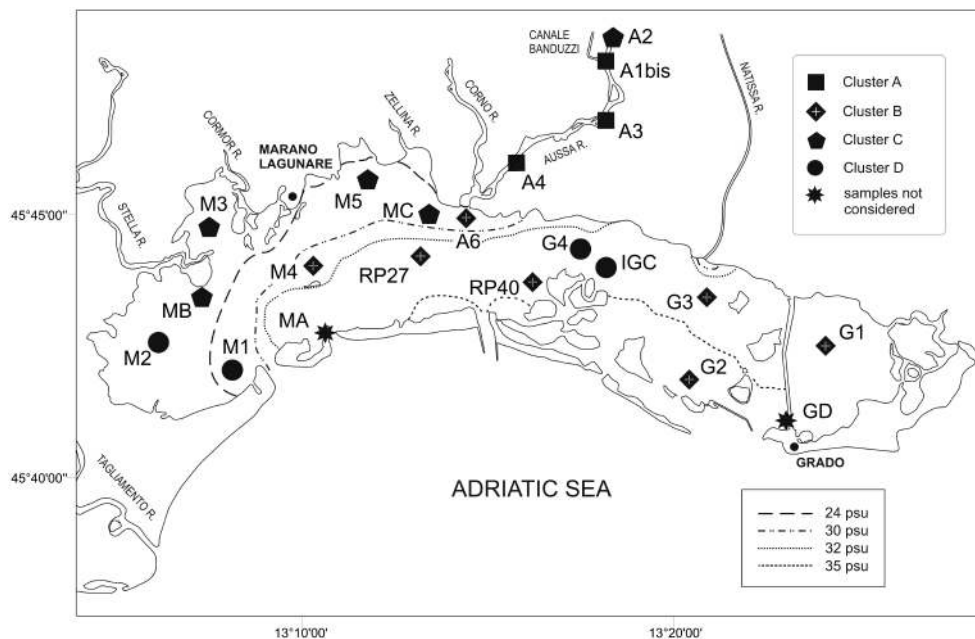 CANALE
BANDUZZI
A2
A1bis
NATISSA R.
Cluster A
Cluster B
Cluster C
Cluster D
samples not
considered
CORNO R.
ZELLINA R.
A3
CORMOR R.
MARANO
LAGUNARE
AUSSA R.
A4
M5
STELLA R.
M3
MC
45°45'00"
A6
G4
IGC
M4
RP27
RP40
G3
MB
MA
G1
M2
M1
G2
GD
GRADO
TAGLIAMENTO R.
45°40'00"
ADRIATIC SEA
24 psu
30 psu
32 psu
35 psu
13°10'00"
13°20'00"